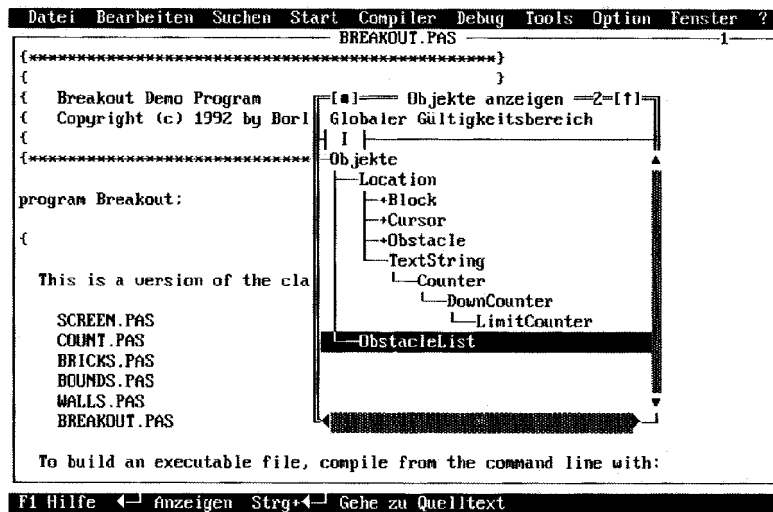 Datei Bearbeiten Suchen Start Compiler Debug Tools Option Fenster ?
BREAKOUT.PAS 1
{*************************************************}
{ }
{ Breakout Demo Program
{ Copyright (c) 1992 by Borl
{
{******************************
program Breakout;
{
This is a version of the cla
SCREEN.PAS
COUNT.PAS
BRICKS.PAS
BOUNDS.PAS
WALLS.PAS
BREAKOUT.PAS
To build an executable file, compile from the command line with:
[■] Objekte anzeigen 2=[↑]
Globaler Gültigkeitsbereich
I
Objekte
Location
+Block
+Cursor
+Obstacle
TextString
Counter
DownCounter
LimitCounter
ObstacleList
F1 Hilfe ←┘ Anzeigen Strg+←┘ Gehe zu Quelltext